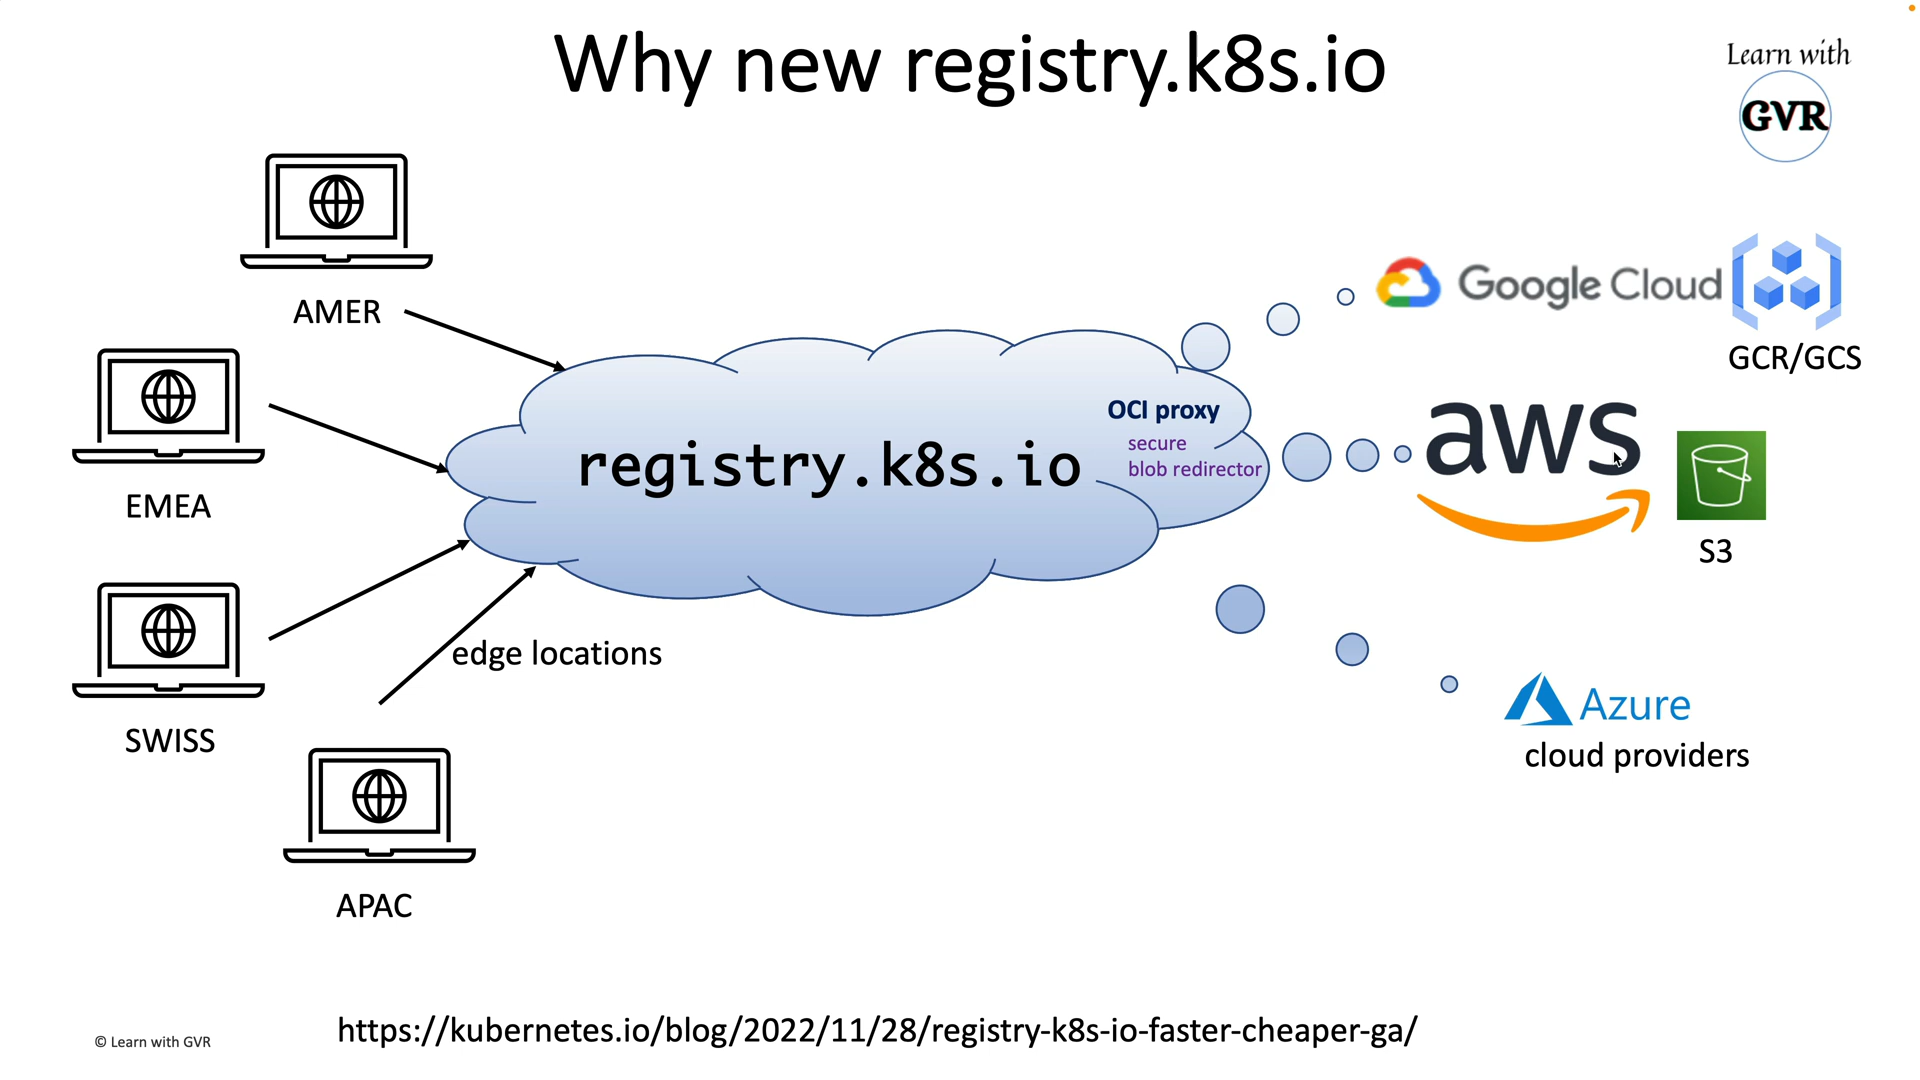 Why new registry.k8s.io
Learn with
GVR
AMER
EMEA
SWISS
APAC
edge locations
registry.k8s.io
OCI proxy
secure
blob redirector
Google Cloud
GCR/GCS
aws
S3
Azure
cloud providers
https://kubernetes.io/blog/2022/11/28/registry-k8s-io-faster-cheaper-ga/
© Learn with GVR